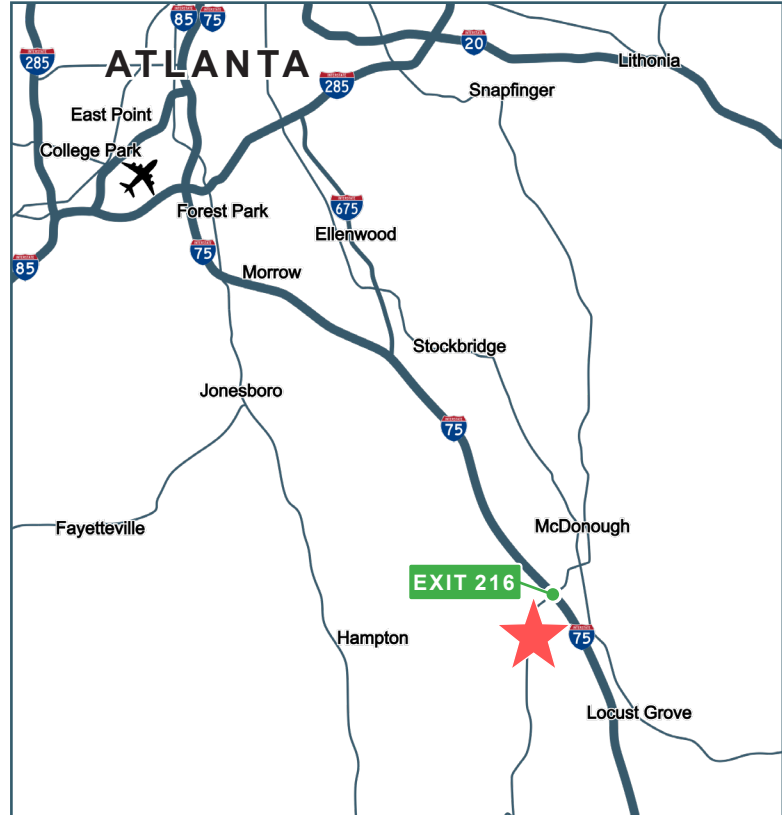 85
75
20
285
ATLANTA
Lithonia
285
Snapfinger
East Point
College Park
675
Forest Park
Ellenwood
75
85
Morrow
Stockbridge
Jonesboro
75
Fayetteville
McDonough
EXIT 216
Hampton
75
Locust Grove